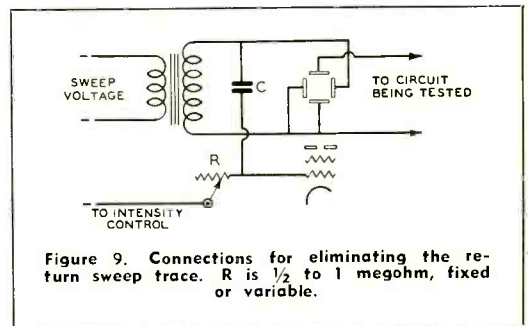 SWEEP
VOLTAGE
C
TO CIRCUIT
BEING TESTED
R
TO INTENSITY
CONTROL
Figure 9. Connections for eliminating the re-
turn sweep trace. R is ½ to 1 megohm, fixed
or variable.